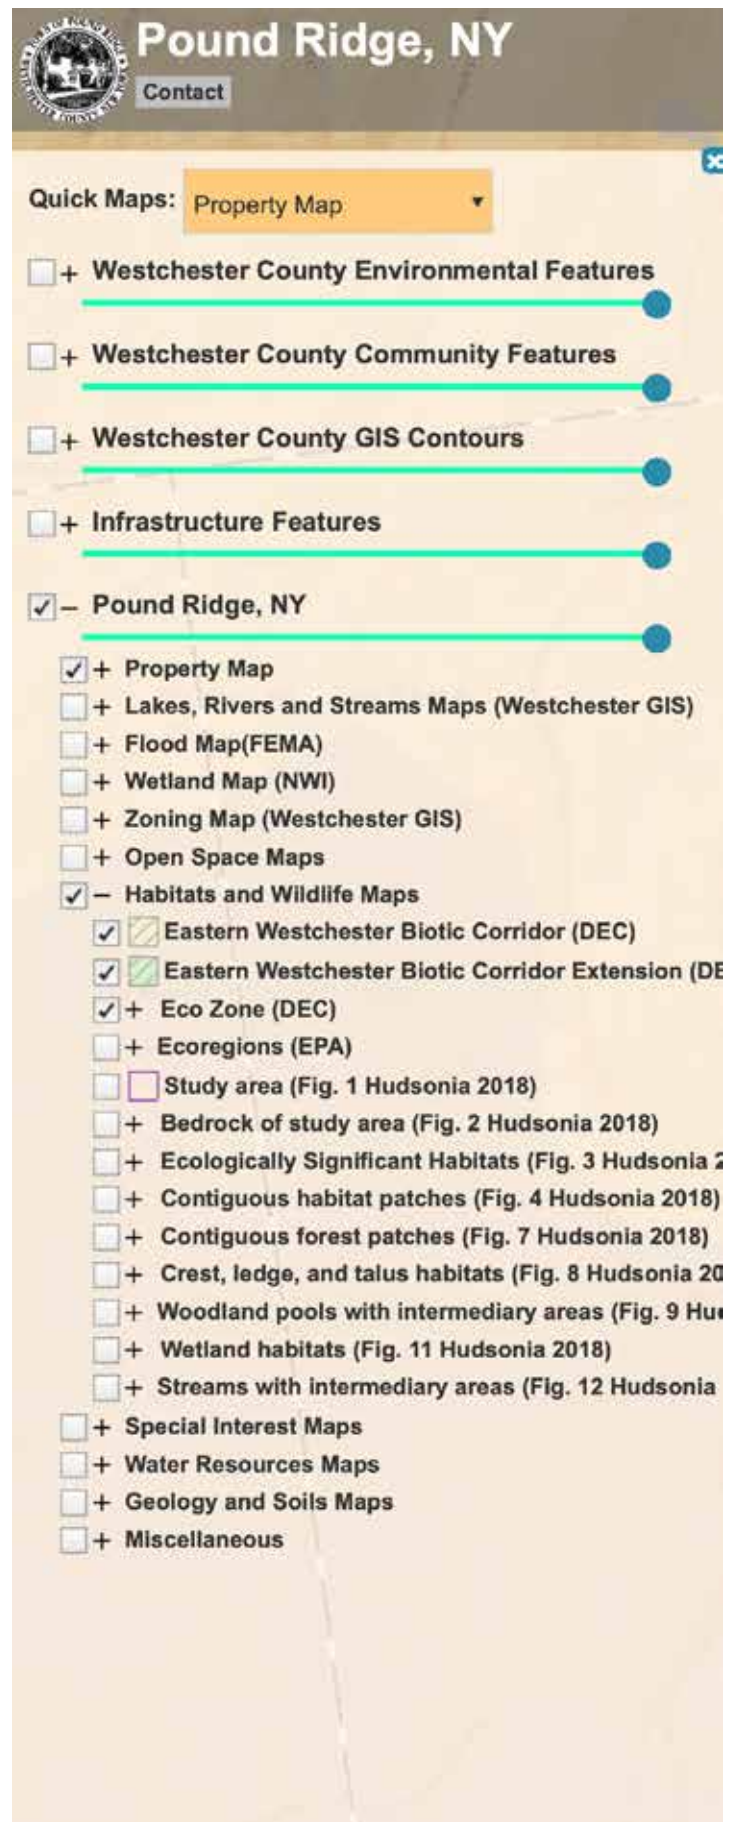 Pound Ridge, NY
Contact
Quick Maps: Property Map
Westchester County Environmental Features
Westchester County Community Features
Westchester County GIS Contours
Infrastructure Features
Pound Ridge, NY
Property Map
Lakes, Rivers and Streams Maps (Westchester GIS)
Flood Map(FEMA)
Wetland Map (NWI)
Zoning Map (Westchester GIS)
Open Space Maps
Habitats and Wildlife Maps
Eastern Westchester Biotic Corridor (DEC)
Eastern Westchester Biotic Corridor Extension (DE
Eco Zone (DEC)
Ecoregions (EPA)
Study area (Fig. 1 Hudsonia 2018)
Bedrock of study area (Fig. 2 Hudsonia 2018)
Ecologically Significant Habitats (Fig. 3 Hudsonia 2
Contiguous habitat patches (Fig. 4 Hudsonia 2018)
Contiguous forest patches (Fig. 7 Hudsonia 2018)
Crest, ledge, and talus habitats (Fig. 8 Hudsonia 20
Woodland pools with intermediary areas (Fig. 9 Hu
Wetland habitats (Fig. 11 Hudsonia 2018)
Streams with intermediary areas (Fig. 12 Hudsonia
Special Interest Maps
Water Resources Maps
Geology and Soils Maps
Miscellaneous